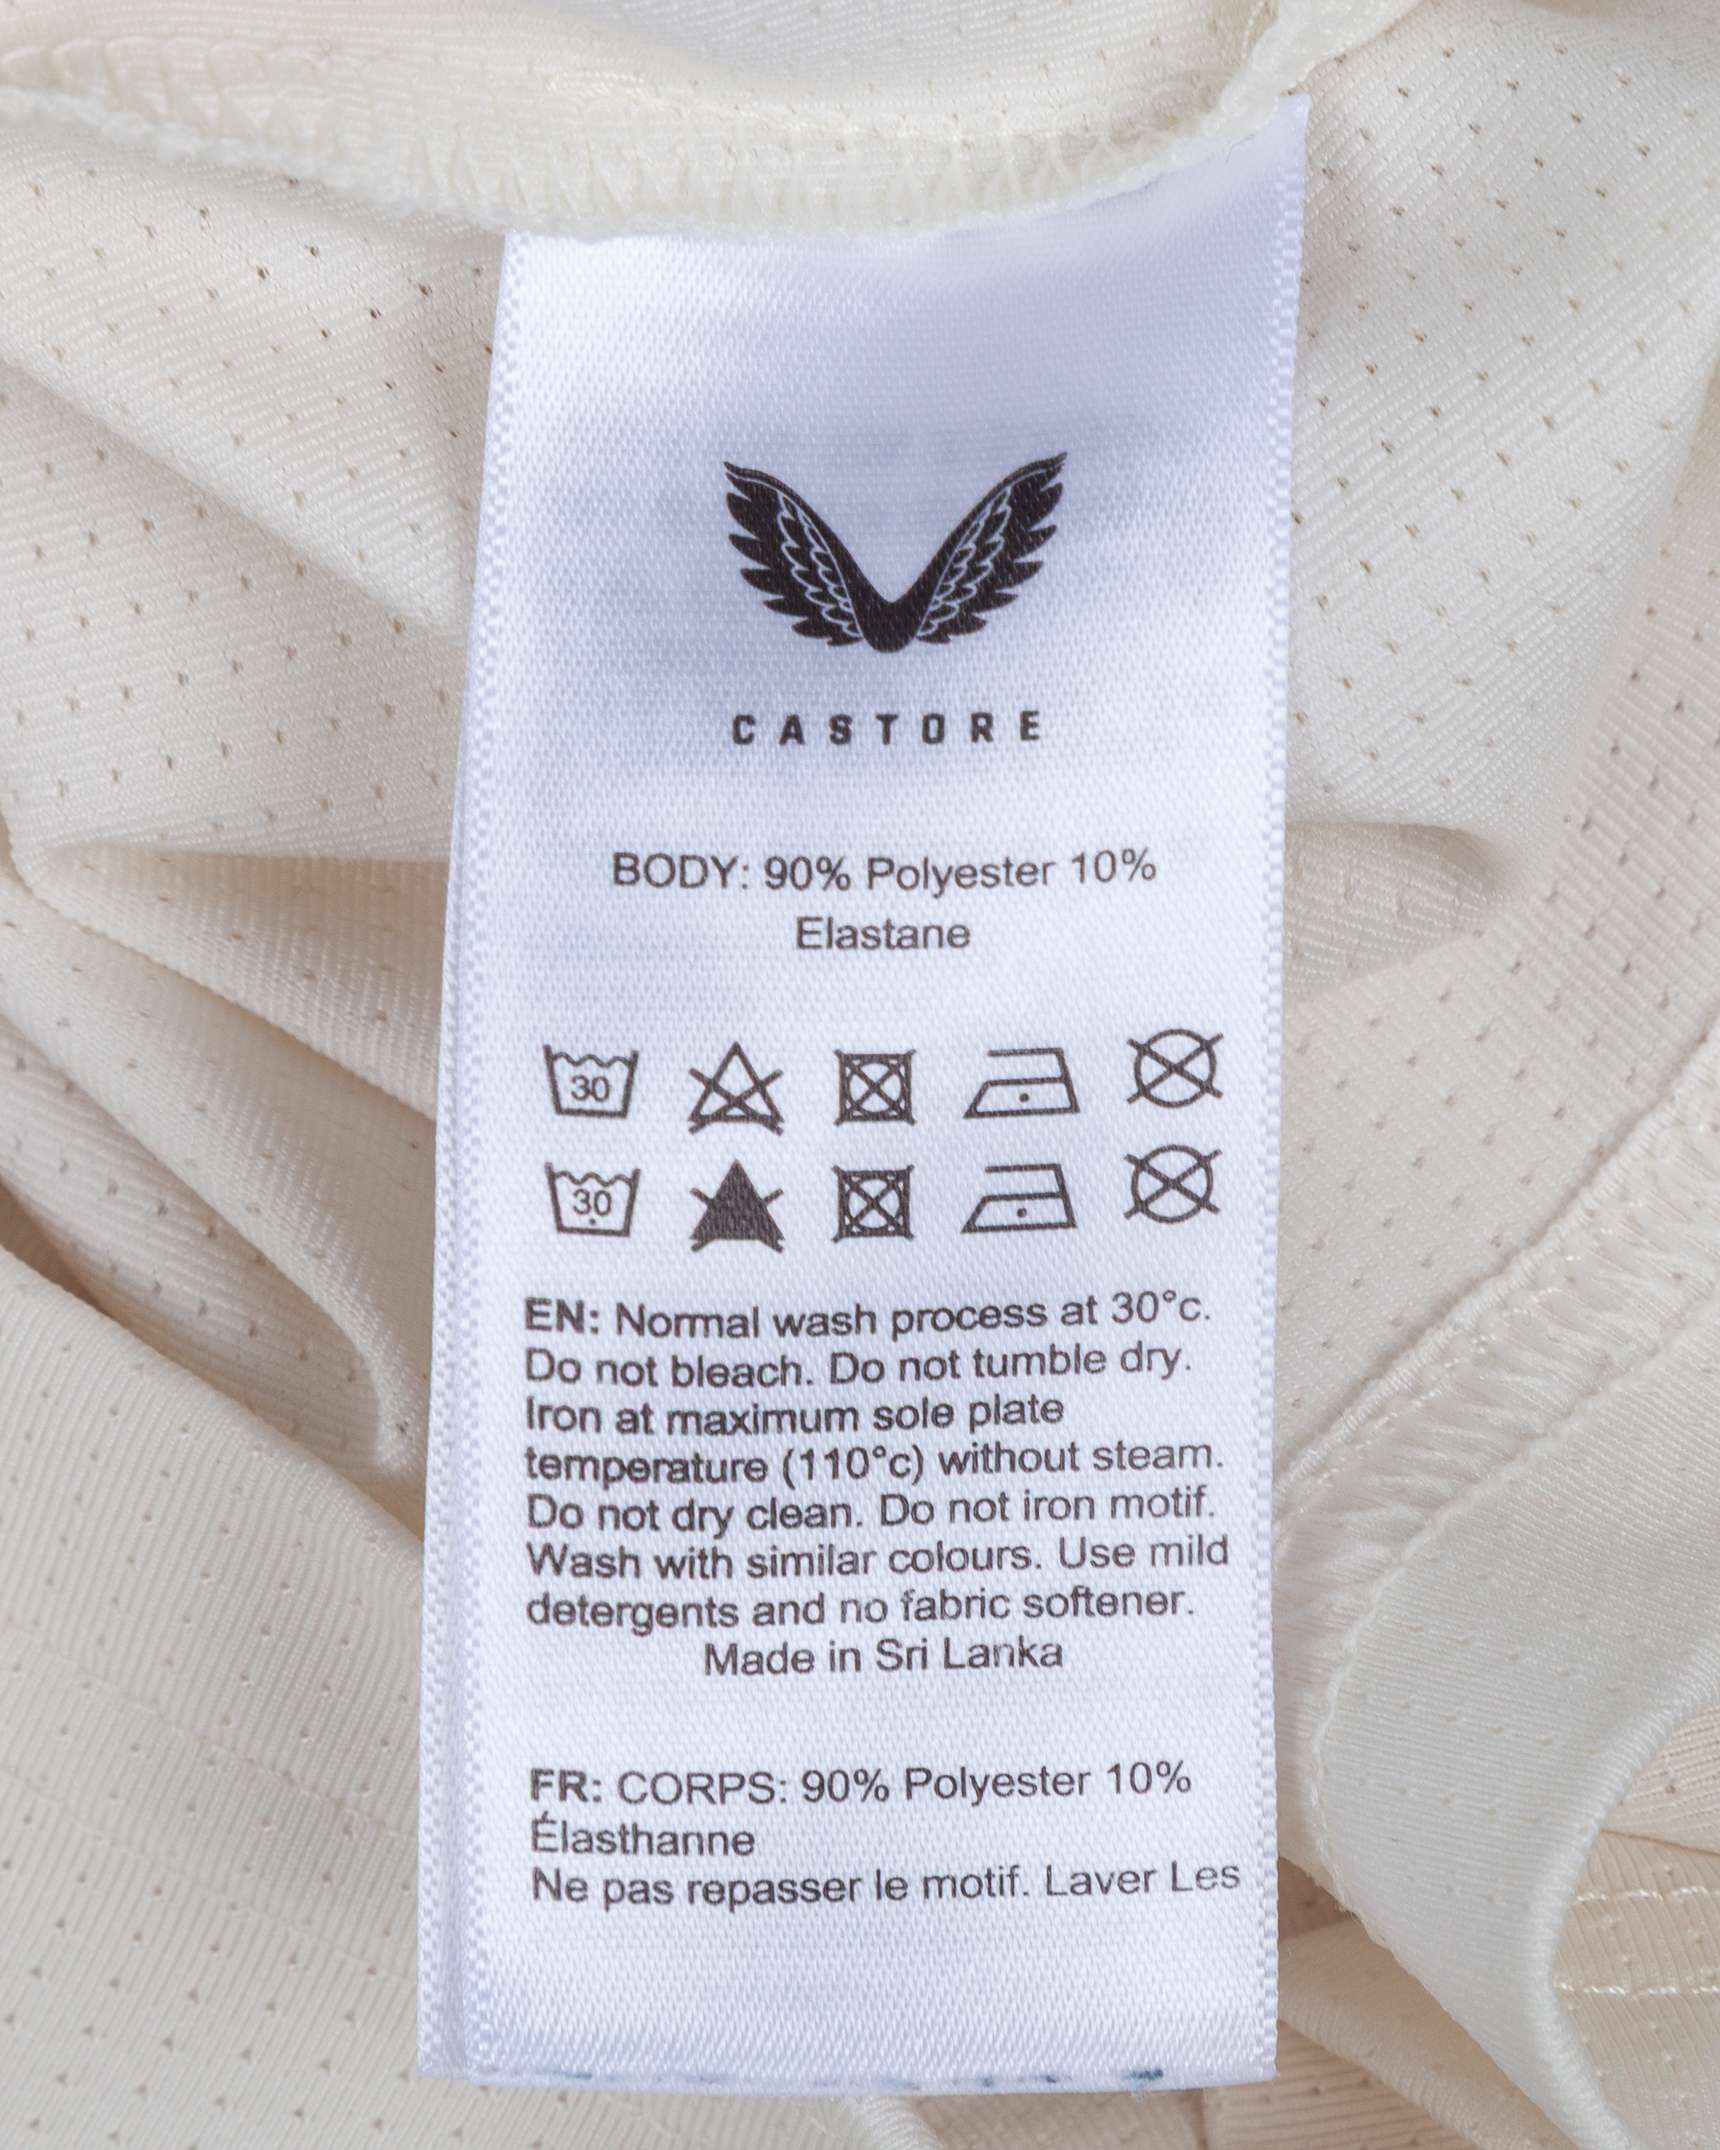 CASTORE
BODY: 90% Polyester 10%
Elastane
30
30
EN: Normal wash process at 30°c.
Do not bleach. Do not tumble dry.
Iron at maximum sole plate
temperature (110°c) without steam.
Do not dry clean. Do not iron motif.
Wash with similar colours. Use mild
detergents and no fabric softener.
Made in Sri Lanka
FR: CORPS: 90% Polyester 10%
Élasthanne
Ne pas repasser le motif. Laver Les